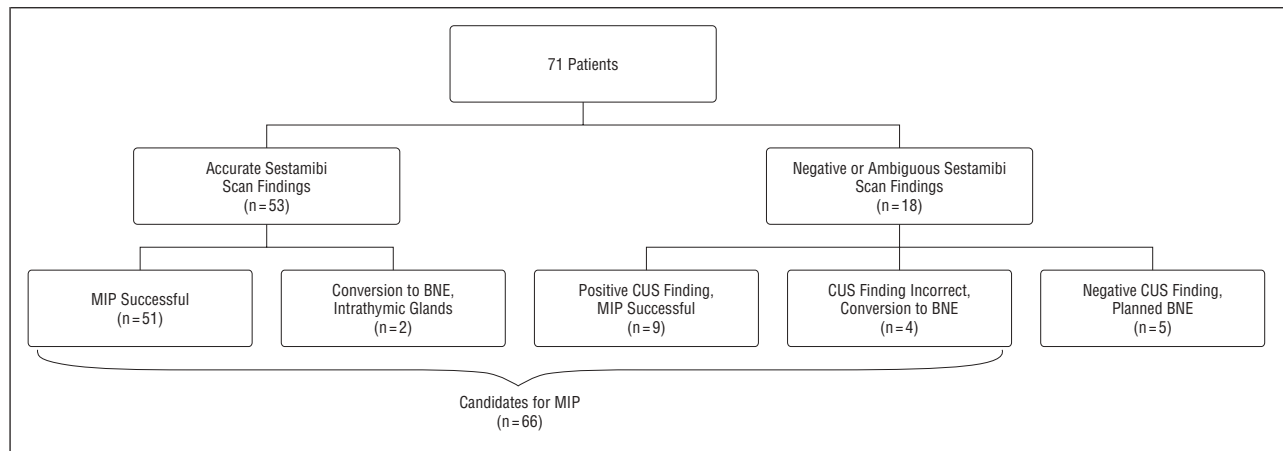 71 Patients
Accurate Sestamibi
Scan Findings
(n=53)
Negative or Ambiguous Sestamibi
Scan Findings
(n=18)
MIP Successful
(n=51)
Conversion to BNE,
Intrathymic Glands
(n=2)
Positive CUS Finding,
MIP Successful
(n=9)
CUS Finding Incorrect,
Conversion to BNE
(n=4)
Negative CUS Finding,
Planned BNE
(n=5)
Candidates for MIP
(n=66)